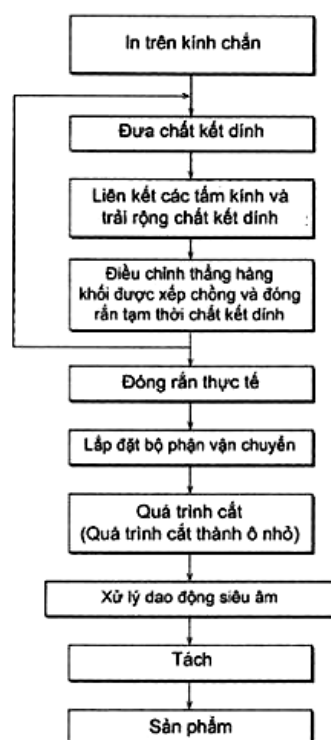 In trên kính chắn
Đưa chất kết dính
Liên kết các tấm kính và
trải rộng chất kết dính
Điều chỉnh thẳng hàng
khối được xếp chồng và đóng
rắn tạm thời chất kết dính
Đóng rắn thực tế
Lắp đặt bộ phận vận chuyển
Quá trình cắt
(Quá trình cắt thành ô nhỏ)
Xử lý dao động siêu âm
Tách
Sản phẩm